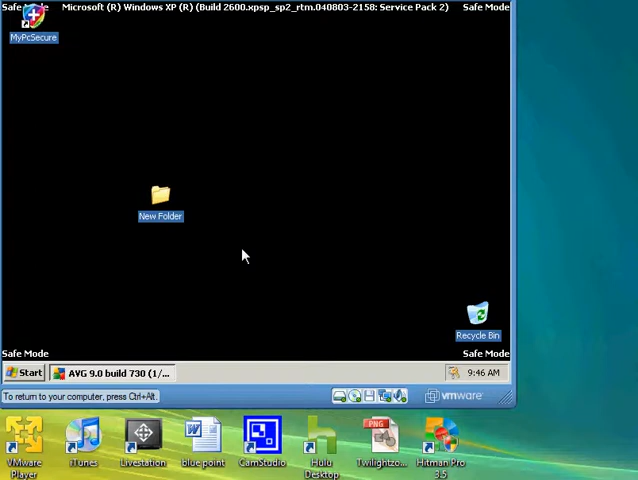 Safe Mode Microsoft (R) Windows XP (R) (Build 2600.xpsp_sp2_rtm.040803-2158: Service Pack 2) Safe Mode
MyPcSecure
New Folder
Recycle Bin
Safe Mode Safe Mode
Start AVG 9.0 build 730 (1/... 9:46 AM
To return to your computer, press Ctrl+Alt. vmware
PNG
VMware Player
iTunes
Livestation
blue point
CamStudio
Hulu Desktop
Twilightzo...
Hitman Pro 3.5